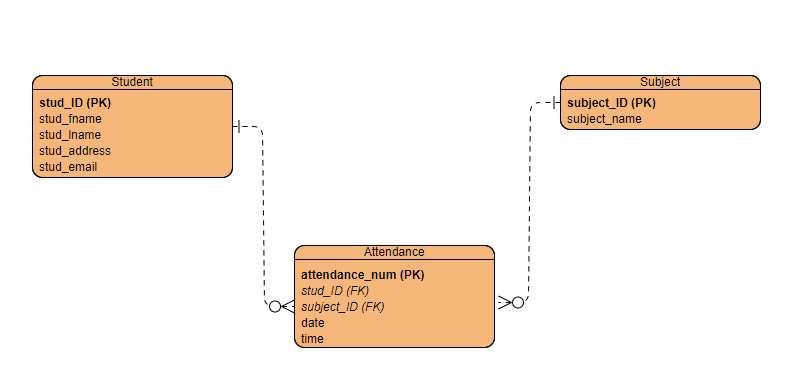 Student
stud_ID (PK)
stud_fname
stud_lname
stud_address
stud_email
Subject
subject_ID (PK)
subject_name
Attendance
attendance_num (PK)
stud_ID (FK)
subject_ID (FK)
date
time